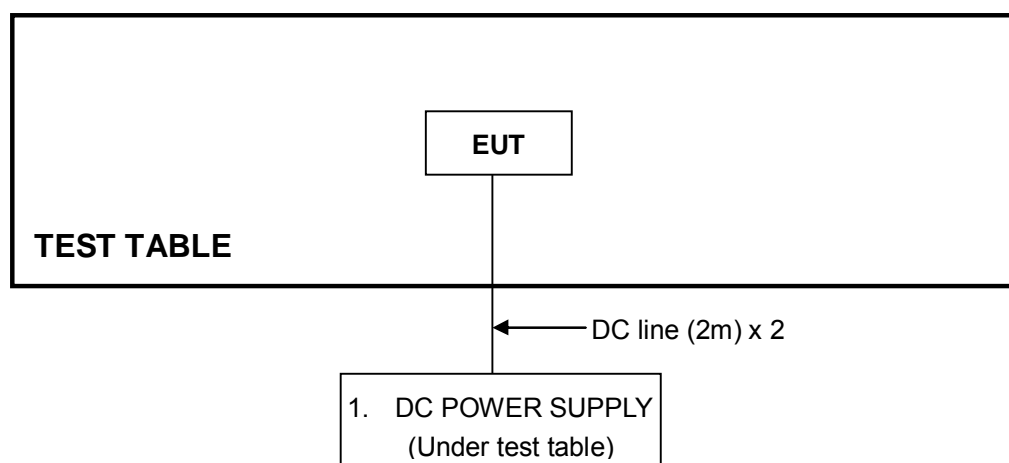 EUT
TEST TABLE
DC line (2m) x 2
1. DC POWER SUPPLY
(Under test table)